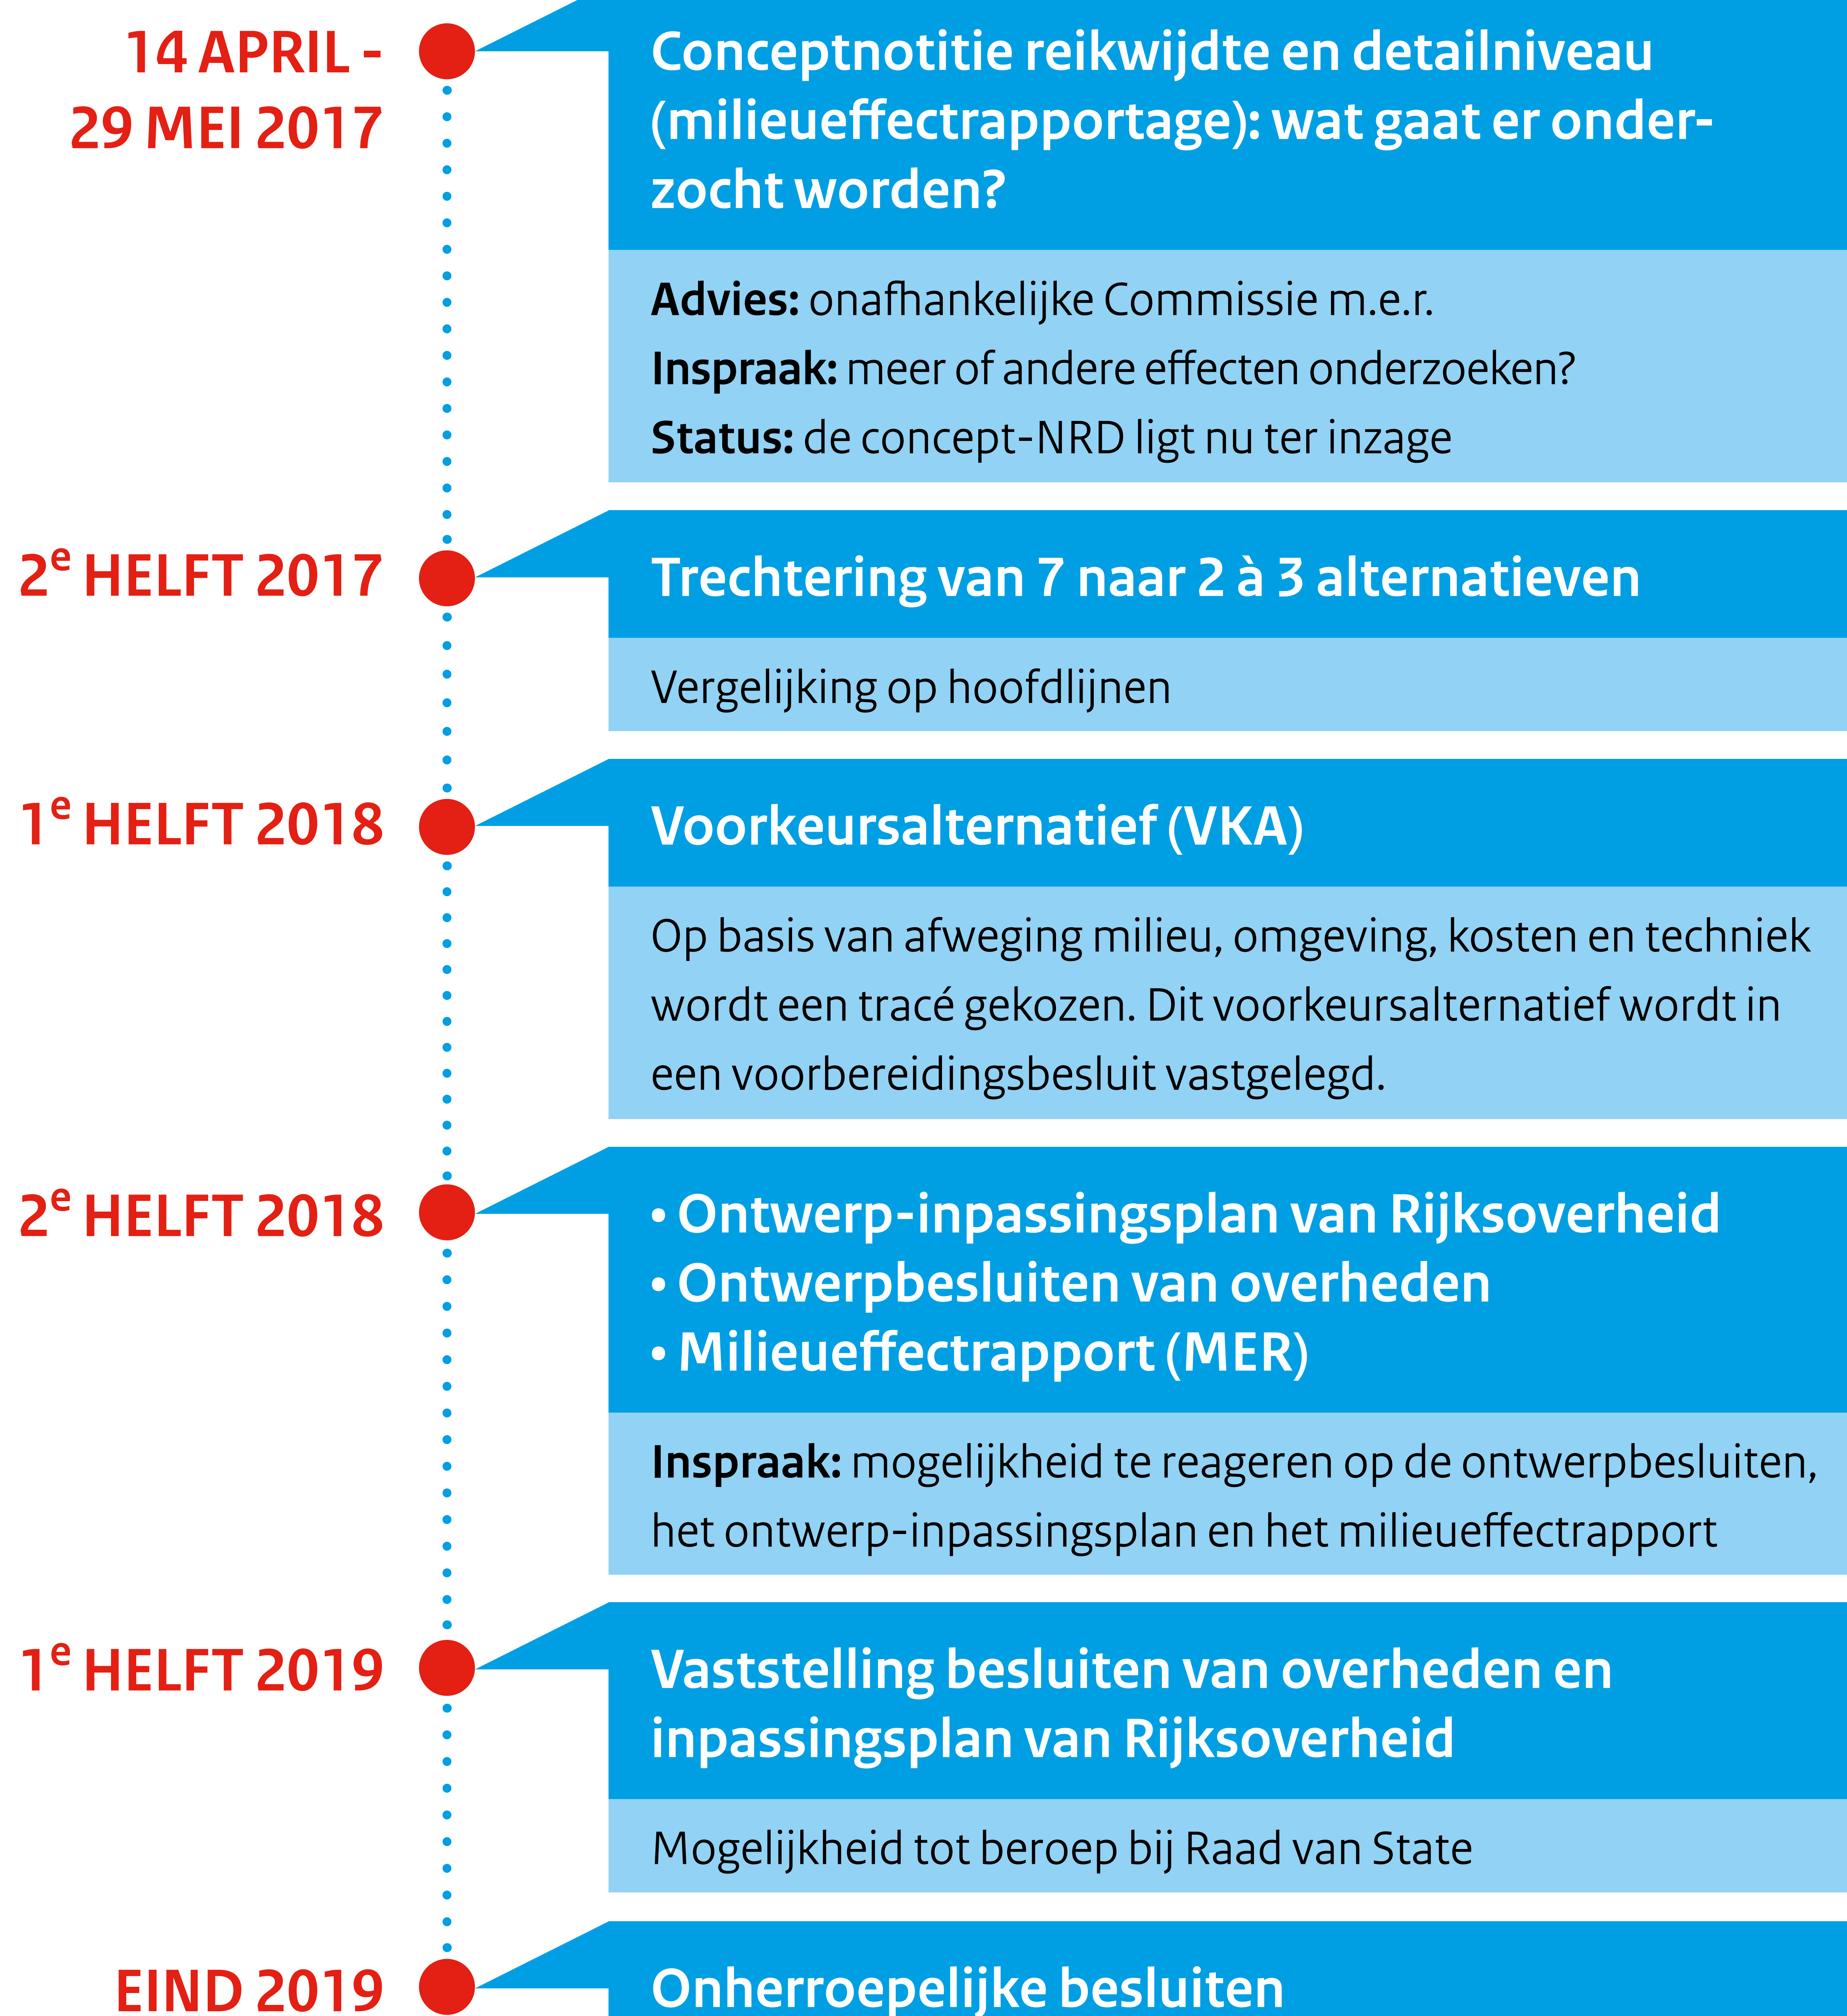 14 APRIL -
29 MEI 2017
Conceptnotitie reikwijdte en detailniveau
(milieueffectrapportage): wat gaat er onder-
zocht worden?
Advies: onafhankelijke Commissie m.e.r.
Inspraak: meer of andere effecten onderzoeken?
Status: de concept-NRD ligt nu ter inzage
2e HELFT 2017
Trechtering van 7 naar 2 à 3 alternatieven
Vergelijking op hoofdlijnen
1e HELFT 2018
Voorkeursalternatief (VKA)
Op basis van afweging milieu, omgeving, kosten en techniek
wordt een tracé gekozen. Dit voorkeursalternatief wordt in
een voorbereidingsbesluit vastgelegd.
2e HELFT 2018
• Ontwerp-inpassingsplan van Rijksoverheid
• Ontwerpbesluiten van overheden
• Milieueffectrapport (MER)
Inspraak: mogelijkheid te reageren op de ontwerpbesluiten,
het ontwerp-inpassingsplan en het milieueffectrapport
1e HELFT 2019
Vaststelling besluiten van overheden en
inpassingsplan van Rijksoverheid
Mogelijkheid tot beroep bij Raad van State
EIND 2019
Onherroepelijke besluiten